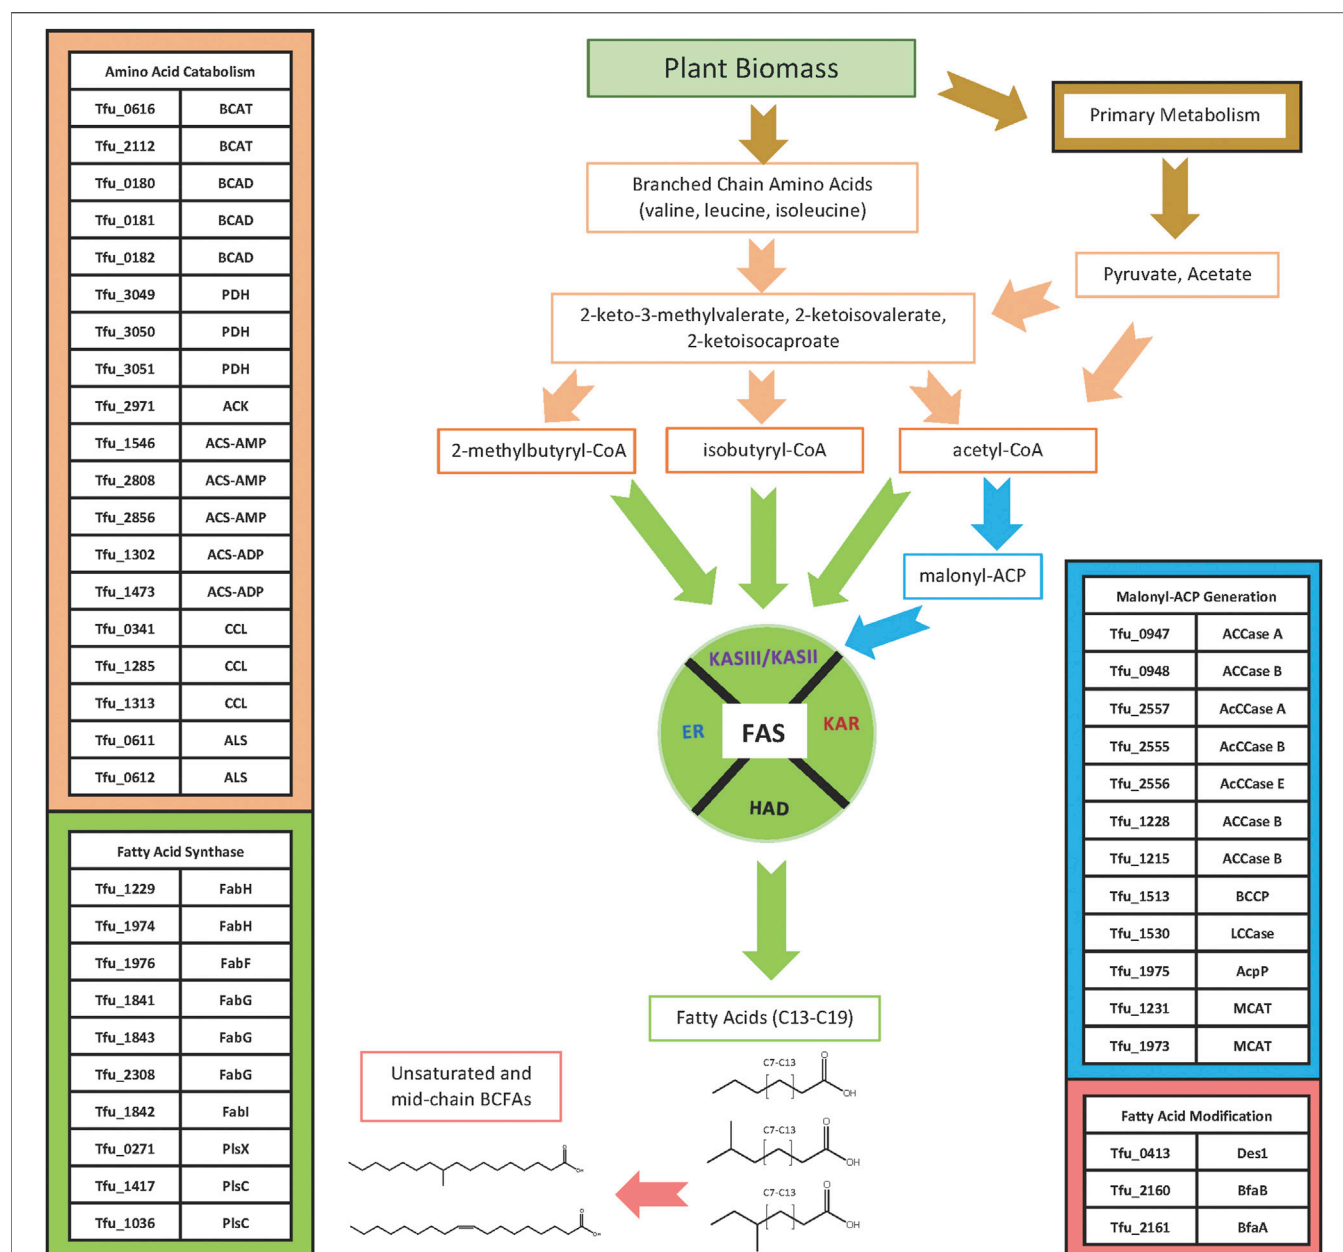 Amino Acid Catabolism
Tfu_0616 BCAT
Tfu_2112 BCAT
Tfu_0180 BCAD
Tfu_0181 BCAD
Tfu_0182 BCAD
Tfu_3049 PDH
Tfu_3050 PDH
Tfu_3051 PDH
Tfu_2971 ACK
Tfu_1546 ACS-AMP
Tfu_2808 ACS-AMP
Tfu_2856 ACS-AMP
Tfu_1302 ACS-ADP
Tfu_1473 ACS-ADP
Tfu_0341 CCL
Tfu_1285 CCL
Tfu_1313 CCL
Tfu_0611 ALS
Tfu_0612 ALS
Fatty Acid Synthase
Tfu_1229 FabH
Tfu_1974 FabH
Tfu_1976 FabF
Tfu_1841 FabG
Tfu_1843 FabG
Tfu_2308 FabG
Tfu_1842 FabI
Tfu_0271 PlsX
Tfu_1417 PlsC
Tfu_1036 PlsC
Plant Biomass
Primary Metabolism
Branched Chain Amino Acids
(valine, leucine, isoleucine)
Pyruvate, Acetate
2-keto-3-methylvalerate, 2-ketoisovalerate,
2-ketoisocaproate
2-methylbutyryl-CoA
isobutyryl-CoA
acetyl-CoA
malonyl-ACP
KASIII/KASII
ER
FAS
KAR
HAD
Fatty Acids (C13-C19)
C7-C13
O
OH
C7-C13
O
OH
C7-C13
O
OH
Unsaturated and
mid-chain BCFAs
O
OH
O
OH
Malonyl-ACP Generation
Tfu_0947 ACCase A
Tfu_0948 ACCase B
Tfu_2557 AcCCase A
Tfu_2555 AcCCase B
Tfu_2556 AcCCase E
Tfu_1228 ACCase B
Tfu_1215 ACCase B
Tfu_1513 BCCP
Tfu_1530 LCCase
Tfu_1975 AcpP
Tfu_1231 MCAT
Tfu_1973 MCAT
Fatty Acid Modification
Tfu_0413 Des1
Tfu_2160 BfaB
Tfu_2161 BfaA